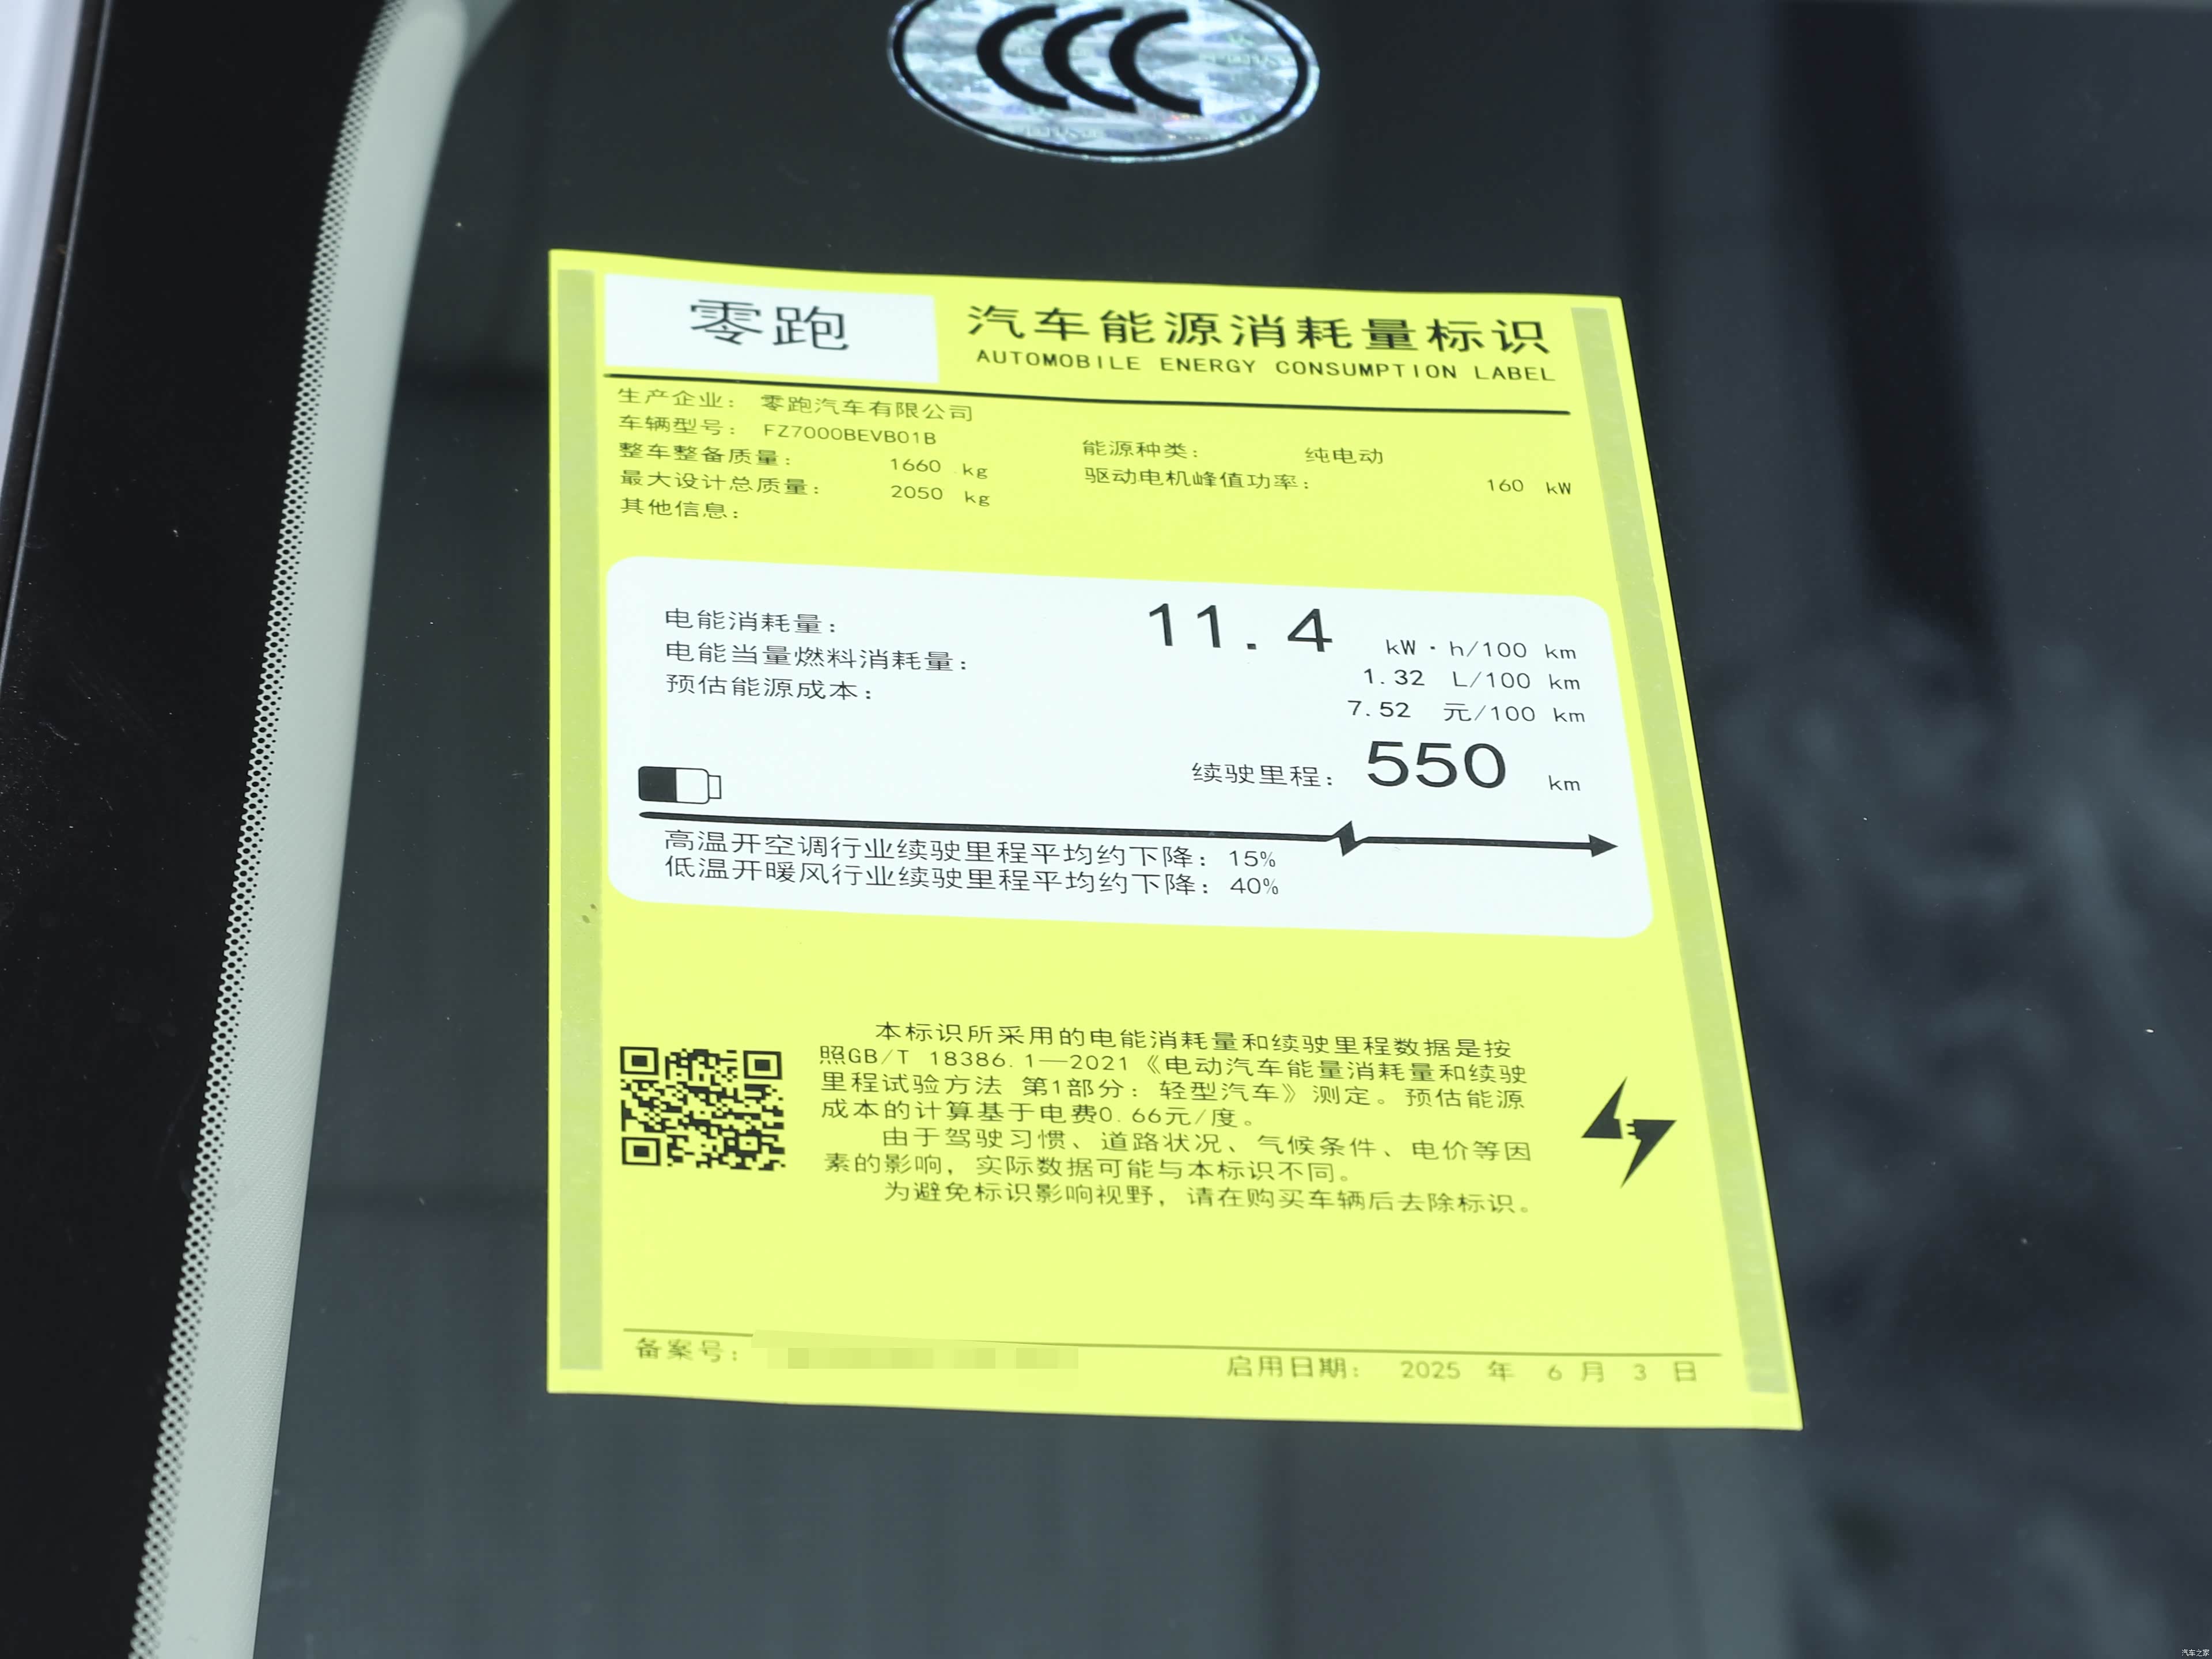 零跑
汽车能源消耗量标识
AUTOMOBILE ENERGY CONSUMPTION LABEL
生产企业: 零跑汽车有限公司
车辆型号: FZ7000BEVB01B
整车整备质量: 1660 kg
能源种类: 纯电动
最大设计总质量: 2050 kg
驱动电机峰值功率: 160 kW
其他信息:
电能消耗量: 11.4 kW·h/100 km
电能当量燃料消耗量: 1.32 L/100 km
预估能源成本: 7.52 元/100 km
续驶里程: 550 km
高温开空调行业续驶里程平均约下降: 15%
低温开暖风行业续驶里程平均约下降: 40%
本标识所采用的电能消耗量和续驶里程数据是按
照GB/T 18386.1—2021《电动汽车能量消耗量和续驶
里程试验方法 第1部分: 轻型汽车》测定。预估能源
成本的计算基于电费0.66元/度。
由于驾驶习惯、道路状况、气候条件、电价等因
素的影响, 实际数据可能与本标识不同。
为避免标识影响视野, 请在购买车辆后去除标识。
备案号:
启用日期: 2025 年 6 月 3 日
汽车之家